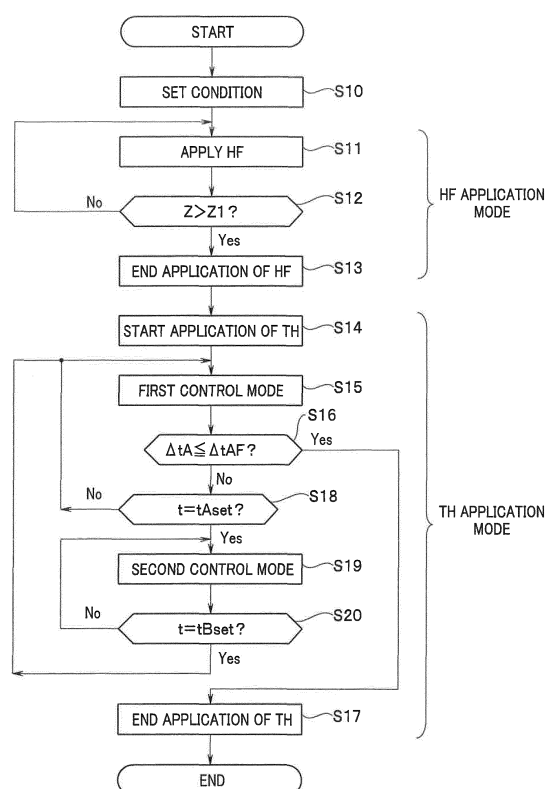 START
SET CONDITION
S10
APPLY HF
S11
No
Z>Z1?
S12
Yes
END APPLICATION OF HF
S13
HF APPLICATION
MODE
START APPLICATION OF TH
S14
FIRST CONTROL MODE
S15
ΔtA≦ΔtAF?
S16
Yes
No
No
t=tAset?
S18
Yes
SECOND CONTROL MODE
S19
No
t=tBset?
S20
Yes
TH APPLICATION
MODE
END APPLICATION OF TH
S17
END